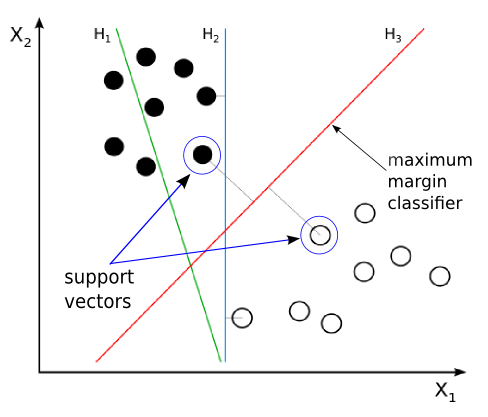 X2
H1
H2
H3
maximum
margin
classifier
support
vectors
X1